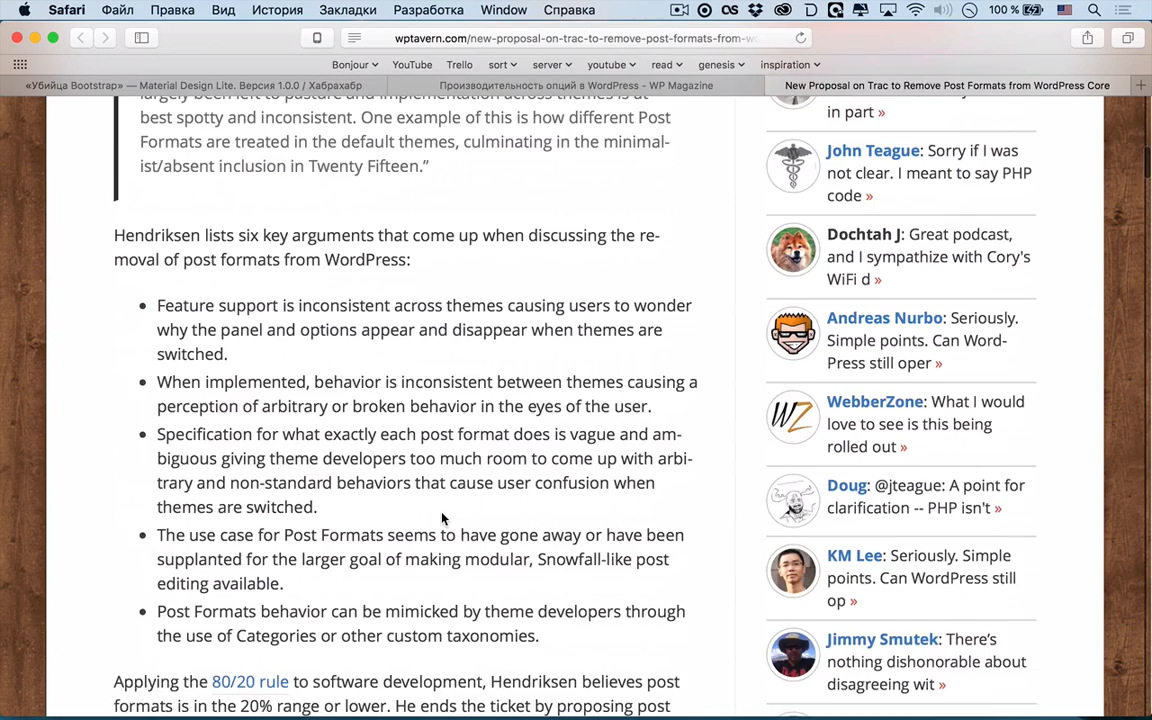 Safari Файл Правка Вид История Закладки Разработка Window Справка 100 %
wptavern.com/new-proposal-on-trac-to-remove-post-formats-from-w
Bonjour YouTube Trello sort server youtube read genesis inspiration
«Убийца Bootstrap» — Material Design Lite. Версия 1.0.0 / Хабрахабр
Производительность опций в WordPress - WP Magazine
New Proposal on Trac to Remove Post Formats from WordPress Core
largely been left to pasture and implementation across themes is at
best spotty and inconsistent. One example of this is how different Post
Formats are treated in the default themes, culminating in the minimal-
ist/absent inclusion in Twenty Fifteen.”
Hendriksen lists six key arguments that come up when discussing the re-
moval of post formats from WordPress:
• Feature support is inconsistent across themes causing users to wonder
why the panel and options appear and disappear when themes are
switched.
• When implemented, behavior is inconsistent between themes causing a
perception of arbitrary or broken behavior in the eyes of the user.
• Specification for what exactly each post format does is vague and am-
biguous giving theme developers too much room to come up with arbi-
trary and non-standard behaviors that cause user confusion when
themes are switched.
• The use case for Post Formats seems to have gone away or have been
supplanted for the larger goal of making modular, Snowfall-like post
editing available.
• Post Formats behavior can be mimicked by theme developers through
the use of Categories or other custom taxonomies.
Applying the 80/20 rule to software development, Hendriksen believes post
formats is in the 20% range or lower. He ends the ticket by proposing post
in part »
John Teague: Sorry if I was
not clear. I meant to say PHP
code »
Dochtah J: Great podcast,
and I sympathize with Cory's
WiFi d »
Andreas Nurbo: Seriously.
Simple points. Can Word-
Press still oper »
WebberZone: What I would
love to see is this being
rolled out »
Doug: @jteague: A point for
clarification -- PHP isn't »
KM Lee: Seriously. Simple
points. Can WordPress still
op »
Jimmy Smutek: There's
nothing dishonorable about
disagreeing wit »